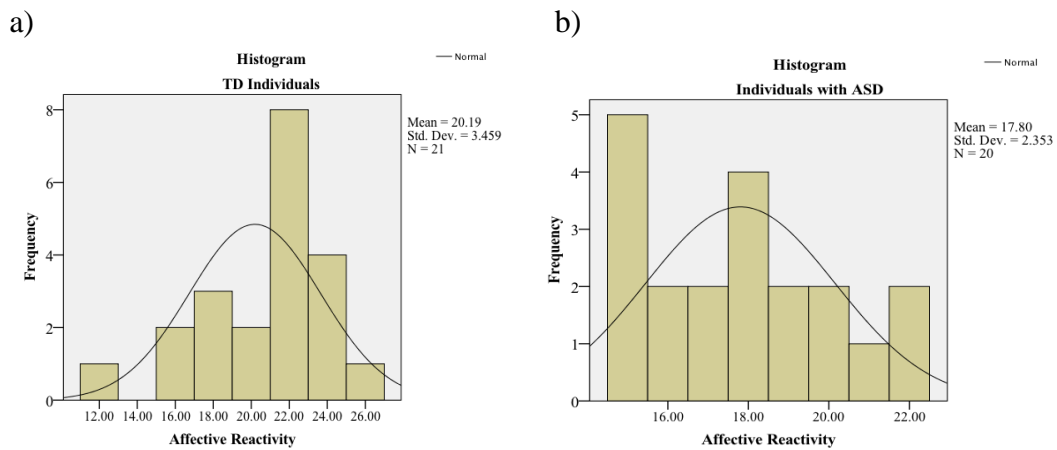 a)
Histogram
TD Individuals
Normal
Mean = 20.19
Std. Dev. = 3.459
N = 21
8
6
4
2
0
Frequency
12.00 14.00 16.00 18.00 20.00 22.00 24.00 26.00
Affective Reactivity
b)
Histogram
Individuals with ASD
Normal
Mean = 17.80
Std. Dev. = 2.353
N = 20
5
4
3
2
1
0
Frequency
16.00 18.00 20.00 22.00
Affective Reactivity